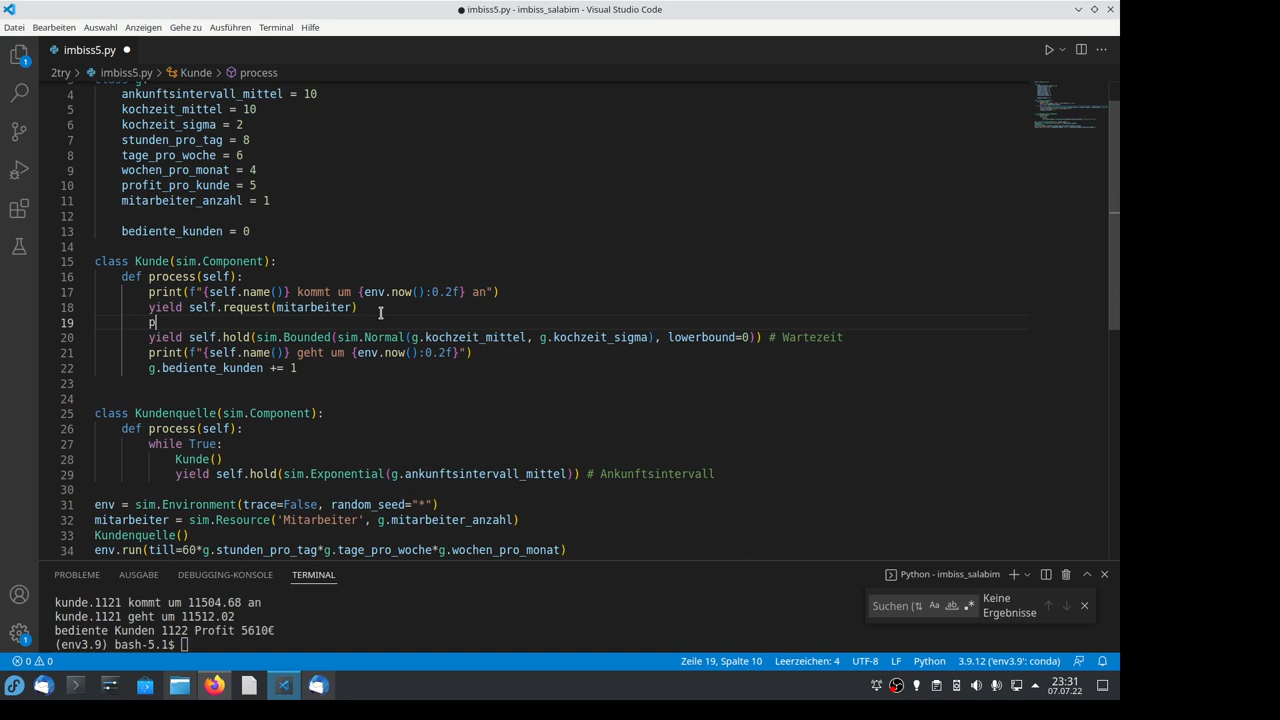 ● imbiss5.py - imbiss_salabim - Visual Studio Code
Datei Bearbeiten Auswahl Anzeigen Gehe zu Ausführen Terminal Hilfe
imbiss5.py ●
2try > imbiss5.py > Kunde > process
4 ankunftsintervall_mittel = 10
5 kochzeit_mittel = 10
6 kochzeit_sigma = 2
7 stunden_pro_tag = 8
8 tage_pro_woche = 6
9 wochen_pro_monat = 4
10 profit_pro_kunde = 5
11 mitarbeiter_anzahl = 1
12
13 bediente_kunden = 0
14
15 class Kunde(sim.Component):
16 def process(self):
17 print(f"{self.name()} kommt um {env.now():0.2f} an")
18 yield self.request(mitarbeiter)
19 p
20 yield self.hold(sim.Bounded(sim.Normal(g.kochzeit_mittel, g.kochzeit_sigma), lowerbound=0)) # Wartezeit
21 print(f"{self.name()} geht um {env.now():0.2f}")
22 g.bediente_kunden += 1
23
24
25 class Kundenquelle(sim.Component):
26 def process(self):
27 while True:
28 Kunde()
29 yield self.hold(sim.Exponential(g.ankunftsintervall_mittel)) # Ankunftsintervall
30
31 env = sim.Environment(trace=False, random_seed="*")
32 mitarbeiter = sim.Resource('Mitarbeiter', g.mitarbeiter_anzahl)
33 Kundenquelle()
34 env.run(till=60*g.stunden_pro_tag*g.tage_pro_woche*g.wochen_pro_monat)
PROBLEME AUSGABE DEBUGGING-KONSOLE TERMINAL Python - imbiss_salabim
kunde.1121 kommt um 11504.68 an
kunde.1121 geht um 11512.02
bediente Kunden 1122 Profit 5610€
(env3.9) bash-5.1$
Suchen Aa ab Keine Ergebnisse
0 0 Zeile 19, Spalte 10 Leerzeichen: 4 UTF-8 LF Python 3.9.12 ('env3.9': conda)
23:31
07.07.22